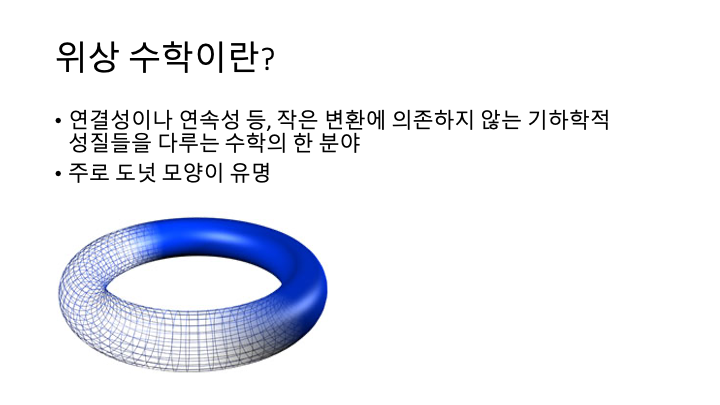 위상 수학이란?
• 연결성이나 연속성 등, 작은 변환에 의존하지 않는 기하학적
성질들을 다루는 수학의 한 분야
• 주로 도넛 모양이 유명